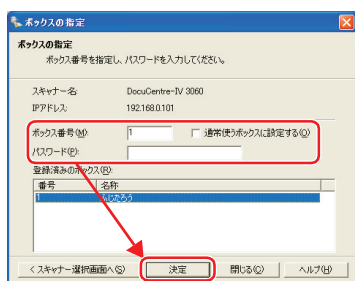 ボックスの指定
ボックスの指定
ボックス番号を指定し、パスワードを入力してください。
スキャナー名: DocuCentre-IV 3060
IPアドレス: 192.168.0.101
ボックス番号(M): 1 通常使うボックスに設定する(O)
パスワード(P):
登録済みのボックス(R):
番号 名称
1 ふじたろう
< スキャナー選択画面へ(S) 決定 閉じる(C) ヘルプ(H)